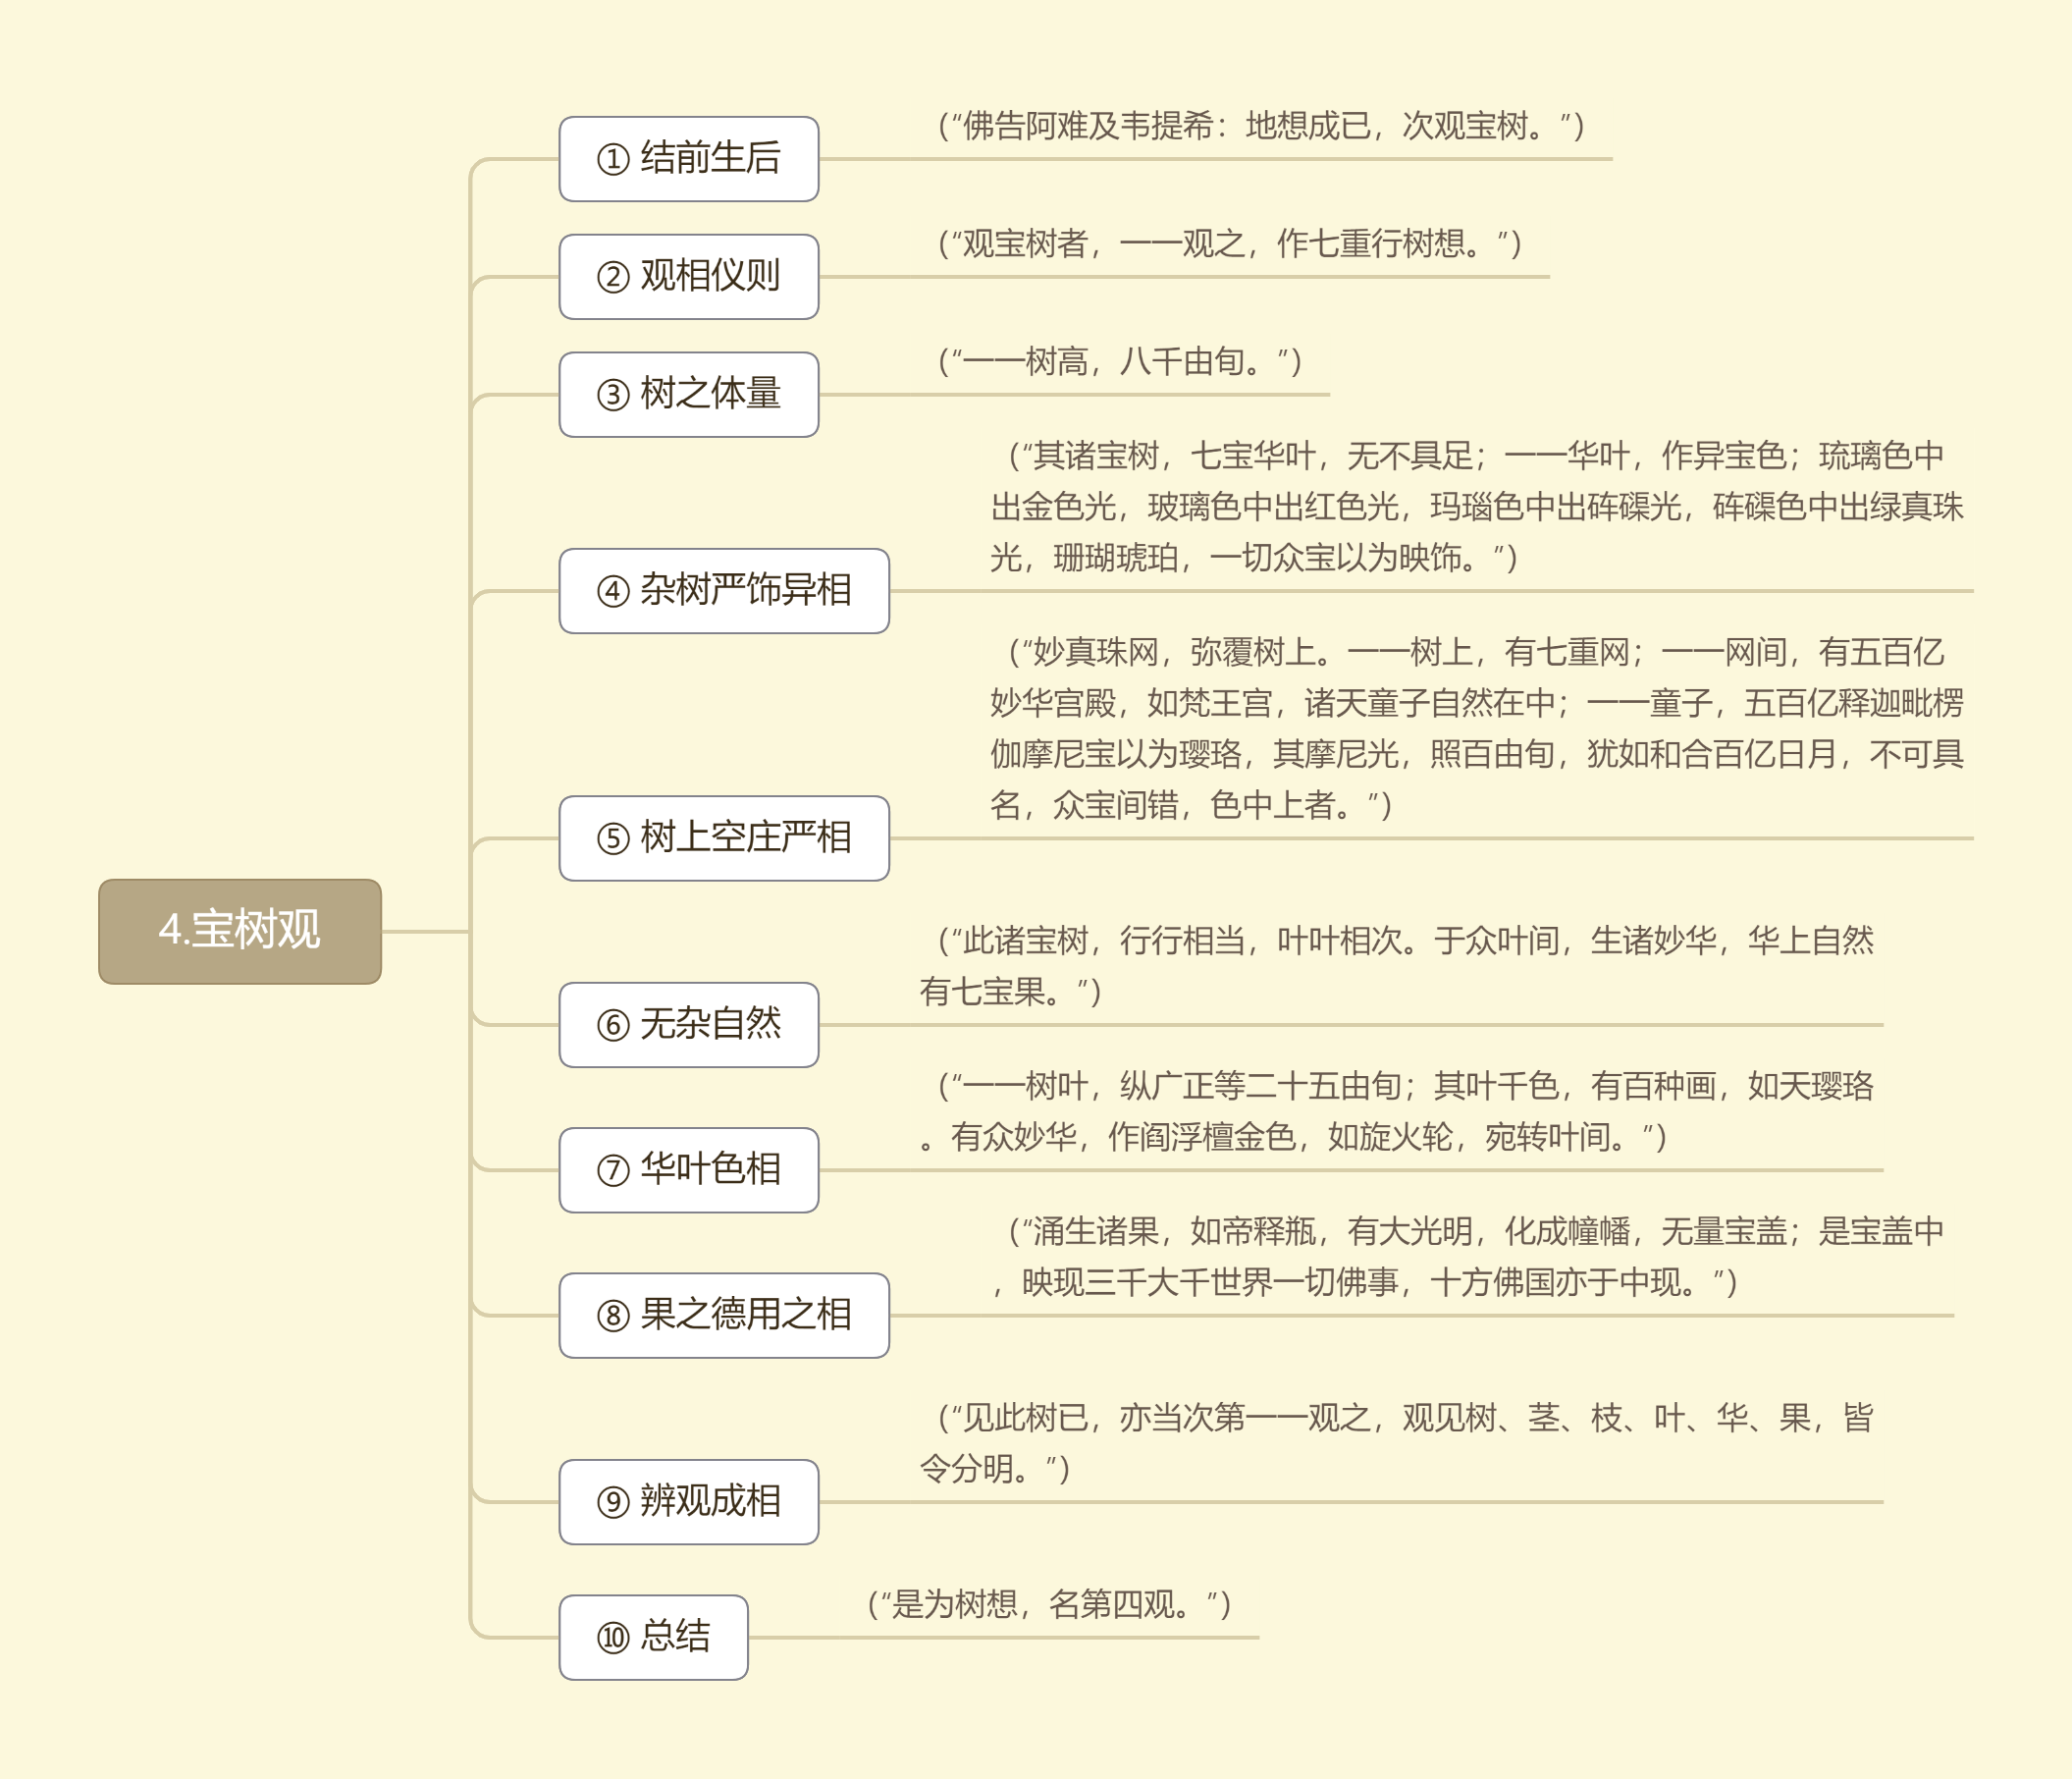 4.宝树观
① 结前生后
（“佛告阿难及韦提希：地想成已，次观宝树。”）
② 观相仪则
（“观宝树者，一一观之，作七重行树想。”）
③ 树之体量
（“一一树高，八千由旬。”）
④ 杂树严饰异相
（“其诸宝树，七宝华叶，无不具足；一一华叶，作异宝色；琉璃色中
出金色光，玻璃色中出红色光，玛瑙色中出砗磲光，砗磲色中出绿真珠
光，珊瑚琥珀，一切众宝以为映饰。”）
⑤ 树上空庄严相
（“妙真珠网，弥覆树上。一一树上，有七重网；一一网间，有五百亿
妙华宫殿，如梵王宫，诸天童子自然在中；一一童子，五百亿释迦毗楞
伽摩尼宝以为璎珞，其摩尼光，照百由旬，犹如和合百亿日月，不可具
名，众宝间错，色中上者。”）
⑥ 无杂自然
（“此诸宝树，行行相当，叶叶相次。于众叶间，生诸妙华，华上自然
有七宝果。”）
⑦ 华叶色相
（“一一树叶，纵广正等二十五由旬；其叶千色，有百种画，如天璎珞
。有众妙华，作阎浮檀金色，如旋火轮，宛转叶间。”）
⑧ 果之德用之相
（“涌生诸果，如帝释瓶，有大光明，化成幢幡，无量宝盖；是宝盖中
，映现三千大千世界一切佛事，十方佛国亦于中现。”）
⑨ 辨观成相
（“见此树已，亦当次第一一观之，观见树、茎、枝、叶、华、果，皆
令分明。”）
⑩ 总结
（“是为树想，名第四观。”）